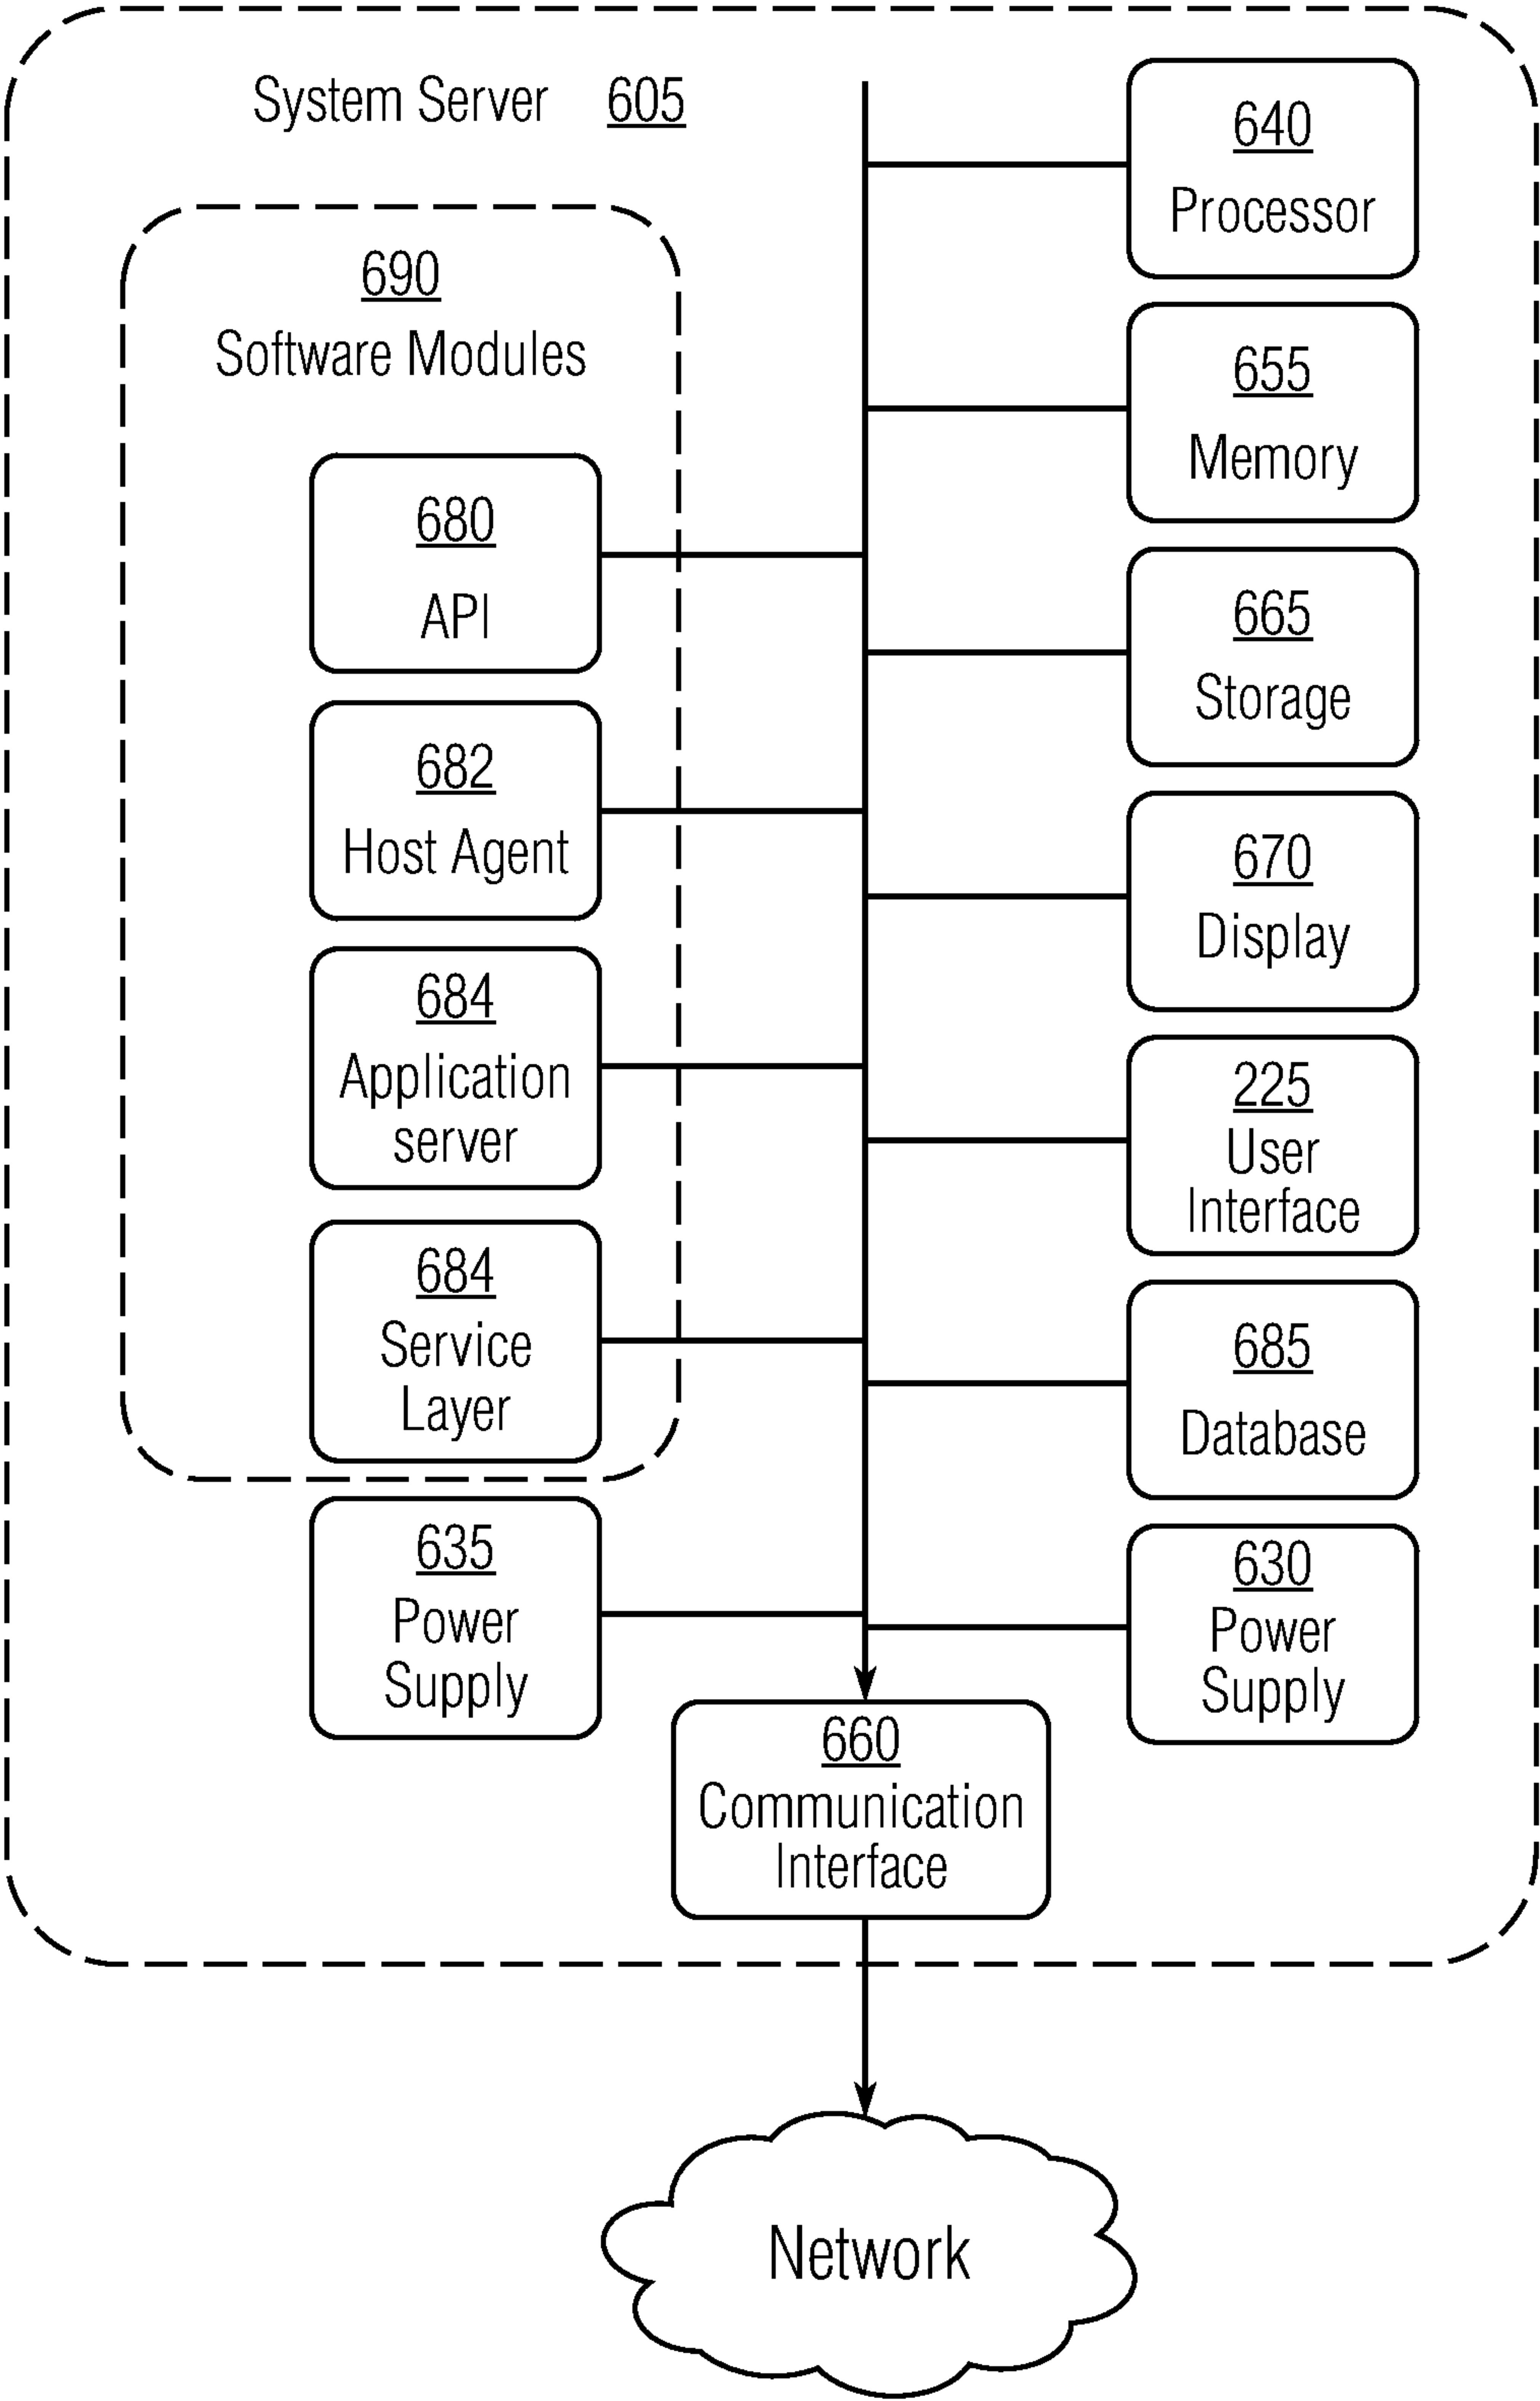 System Server 605
690
Software Modules
680
API
682
Host Agent
684
Application
server
684
Service
Layer
635
Power
Supply
640
Processor
655
Memory
665
Storage
670
Display
225
User
Interface
685
Database
630
Power
Supply
660
Communication
Interface
Network